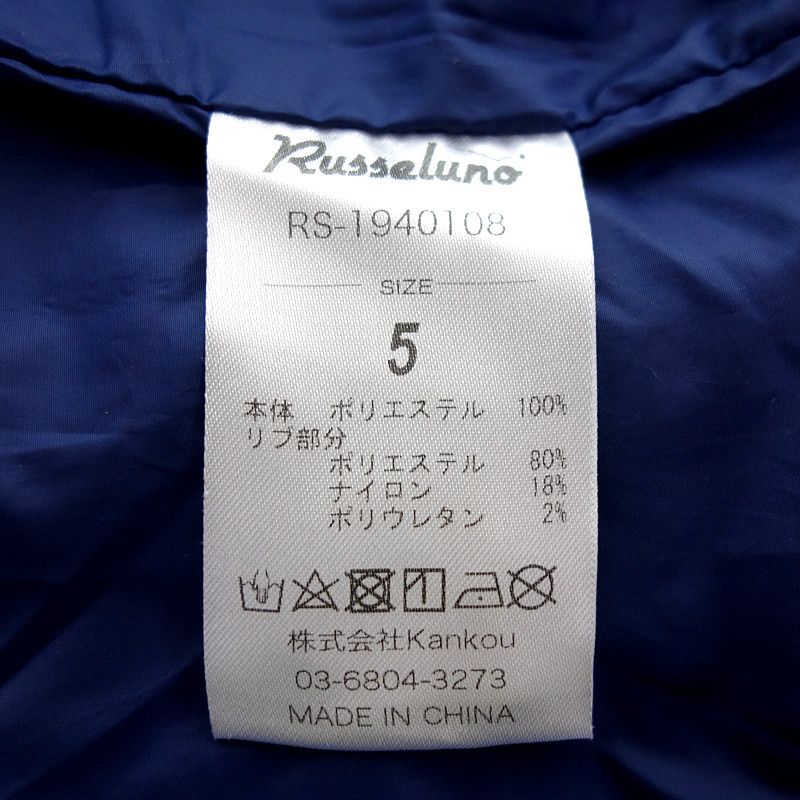 Russeluno
RS-1940108
SIZE
5
本体 ポリエステル 100%
リブ部分
ポリエステル 80%
ナイロン 18%
ポリウレタン 2%
株式会社Kankou
03-6804-3273
MADE IN CHINA